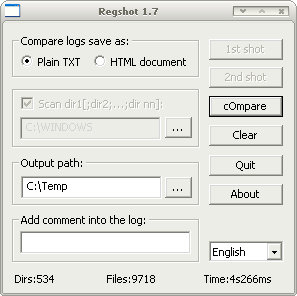 Regshot 1.7
Compare logs save as:
Plain TXT
HTML document
1st shot
2nd shot
Scan dir1[;dir2;...;dir nn]:
C:\WINDOWS
...
cOmpare
Clear
Output path:
C:\Temp
...
Quit
About
Add comment into the log:
English
Dirs:534
Files:9718
Time:4s266ms